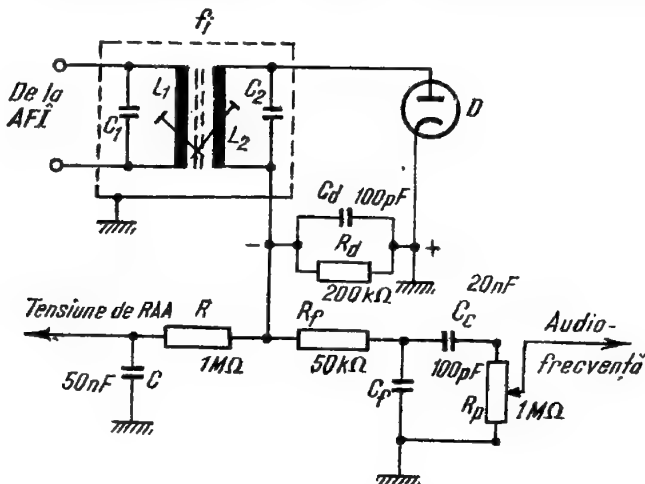 fi
De la
AFÎ
C1
L1
L2
C2
D
Cd 100pF
-
+
Rd
200kΩ
20nF
Tensiune de RAA
R
Rf
Cc
Audio-
frecvență
1MΩ
50kΩ
100pF
50nF
C
Cf
Rp
1MΩ